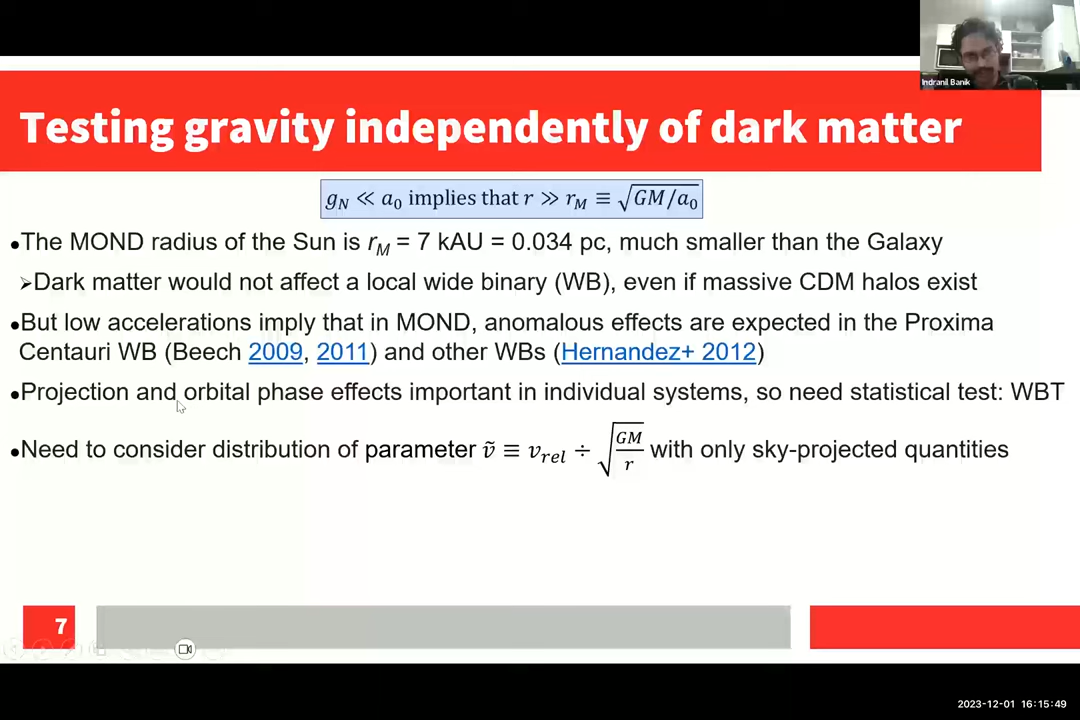 Indranil Banik
Testing gravity independently of dark matter
g_N ≪ a_0 implies that r ≫ r_M ≡ √GM/a_0
•The MOND radius of the Sun is r_M = 7 kAU = 0.034 pc, much smaller than the Galaxy
➢Dark matter would not affect a local wide binary (WB), even if massive CDM halos exist
•But low accelerations imply that in MOND, anomalous effects are expected in the Proxima
Centauri WB (Beech 2009, 2011) and other WBs (Hernandez+ 2012)
•Projection and orbital phase effects important in individual systems, so need statistical test: WBT
•Need to consider distribution of parameter ṽ ≡ v_rel ÷ √(GM/r) with only sky-projected quantities
7
2023-12-01 16:15:49